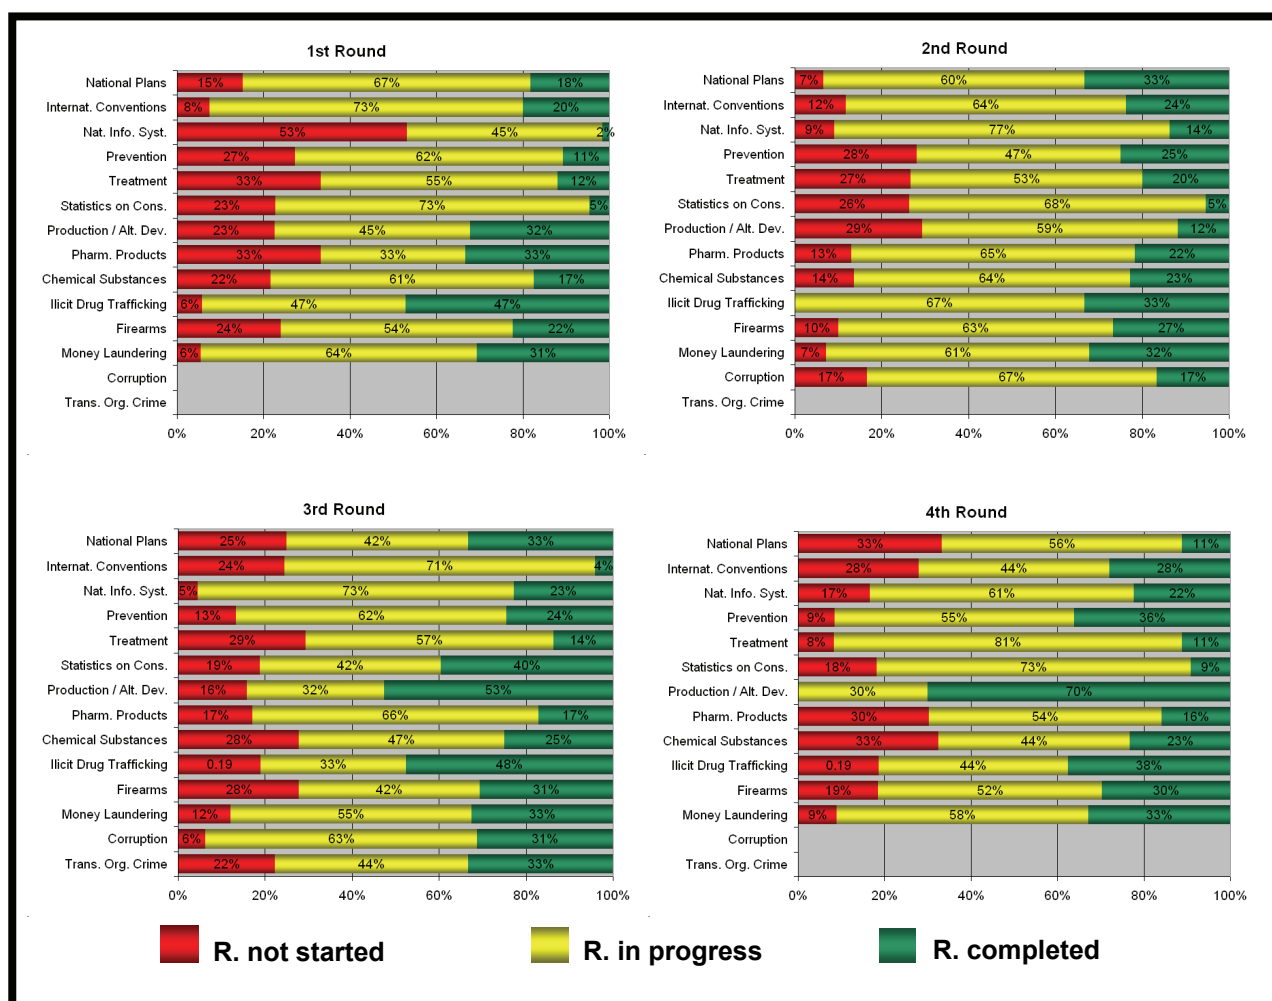 1st Round
National Plans 15% 67% 18%
Internat. Conventions 8% 73% 20%
Nat. Info. Syst. 53% 45% 2%
Prevention 27% 62% 11%
Treatment 33% 55% 12%
Statistics on Cons. 23% 73% 5%
Production / Alt. Dev. 23% 45% 32%
Pharm. Products 33% 33% 33%
Chemical Substances 22% 61% 17%
Ilicit Drug Trafficking 6% 47% 47%
Firearms 24% 54% 22%
Money Laundering 6% 64% 31%
Corruption
Trans. Org. Crime
0% 20% 40% 60% 80% 100%
2nd Round
National Plans 7% 60% 33%
Internat. Conventions 12% 64% 24%
Nat. Info. Syst. 9% 77% 14%
Prevention 28% 47% 25%
Treatment 27% 53% 20%
Statistics on Cons. 26% 68% 5%
Production / Alt. Dev. 29% 59% 12%
Pharm. Products 13% 65% 22%
Chemical Substances 14% 64% 23%
Ilicit Drug Trafficking 67% 33%
Firearms 10% 63% 27%
Money Laundering 7% 61% 32%
Corruption 17% 67% 17%
Trans. Org. Crime
0% 20% 40% 60% 80% 100%
3rd Round
National Plans 25% 42% 33%
Internat. Conventions 24% 71% 4%
Nat. Info. Syst. 5% 73% 23%
Prevention 13% 62% 24%
Treatment 29% 57% 14%
Statistics on Cons. 19% 42% 40%
Production / Alt. Dev. 16% 32% 53%
Pharm. Products 17% 66% 17%
Chemical Substances 28% 47% 25%
Ilicit Drug Trafficking 0.19 33% 48%
Firearms 28% 42% 31%
Money Laundering 12% 55% 33%
Corruption 6% 63% 31%
Trans. Org. Crime 22% 44% 33%
0% 20% 40% 60% 80% 100%
4th Round
National Plans 33% 56% 11%
Internat. Conventions 28% 44% 28%
Nat. Info. Syst. 17% 61% 22%
Prevention 9% 55% 36%
Treatment 8% 81% 11%
Statistics on Cons. 18% 73% 9%
Production / Alt. Dev. 30% 70%
Pharm. Products 30% 54% 16%
Chemical Substances 33% 44% 23%
Ilicit Drug Trafficking 0.19 44% 38%
Firearms 19% 52% 30%
Money Laundering 9% 58% 33%
Corruption
Trans. Org. Crime
0% 20% 40% 60% 80% 100%
R. not started R. in progress R. completed